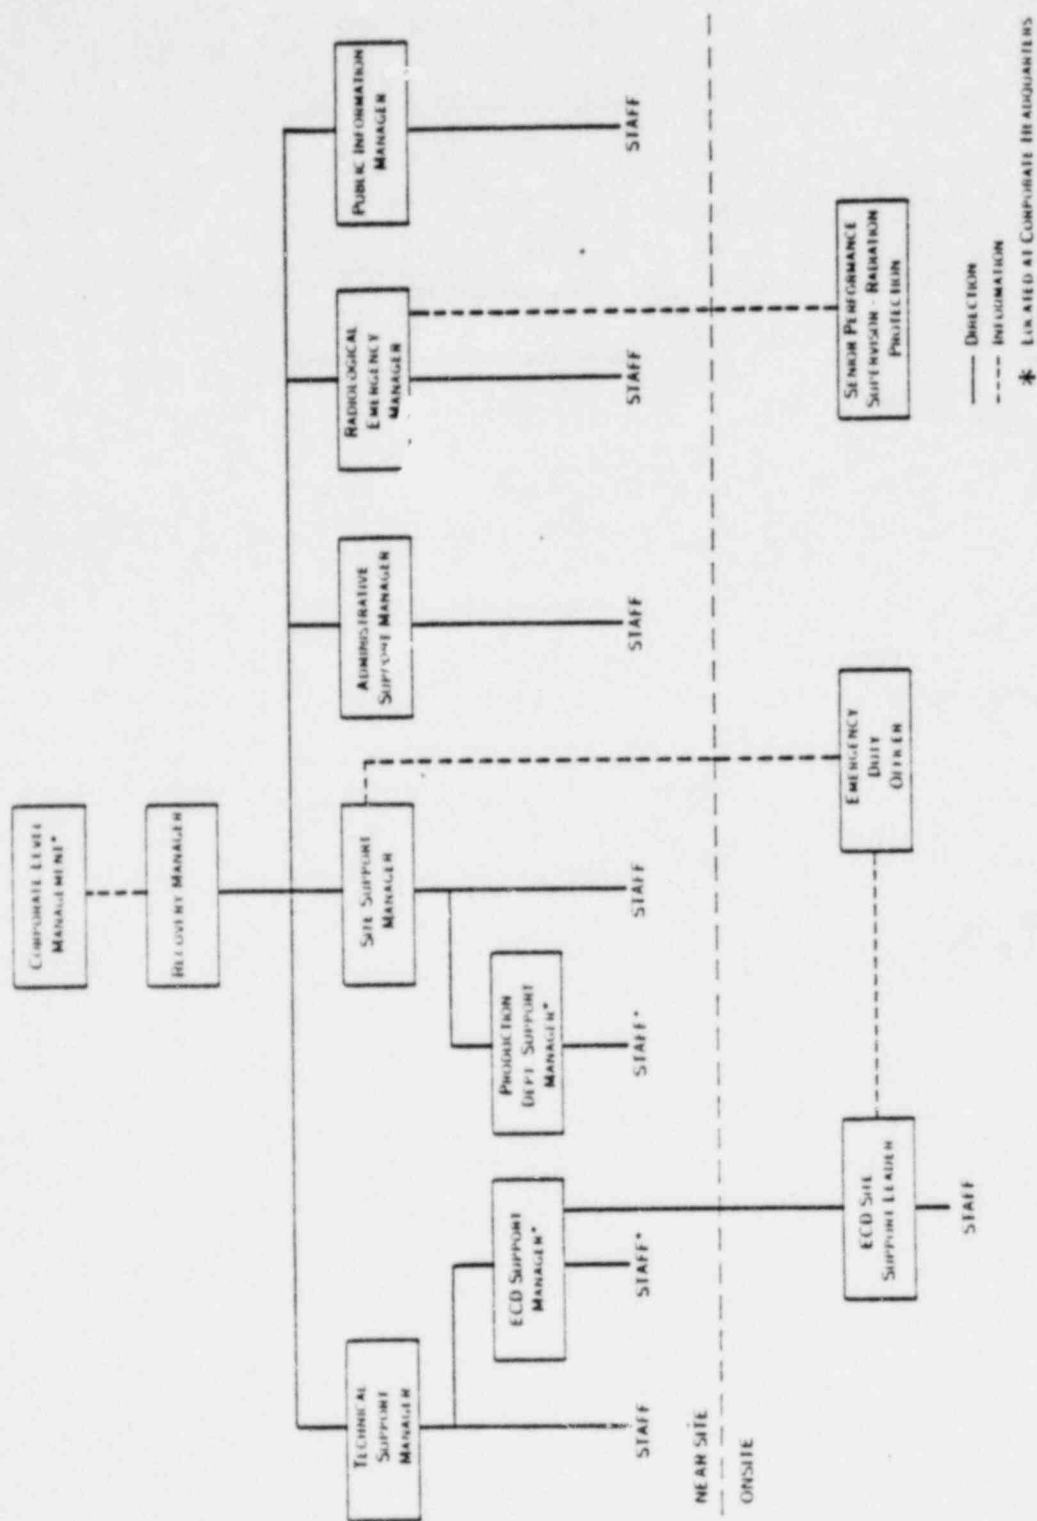 CORPORATE LEVEL
MANAGEMENT*
RECOVERY MANAGER
TECHNICAL
SUPPORT
MANAGER
SITE SUPPORT
MANAGER
ADMINISTRATIVE
SUPPORT MANAGER
RADIOLOGICAL
EMERGENCY
MANAGER
PUBLIC INFORMATION
MANAGER
ECD SUPPORT
MANAGER*
PRODUCTION
DEPT SUPPORT
MANAGER*
STAFF
STAFF*
STAFF*
STAFF
STAFF
STAFF
STAFF
NEAR SITE
ONSITE
ECD SITE
SUPPORT LEADER
EMERGENCY
DUTY
OFFICER
SENIOR PERFORMANCE
SUPERVISOR - RADIATION
PROTECTION
STAFF
DIRECTION
INFORMATION
* LOCATED AT CORPORATE HEADQUARTERS